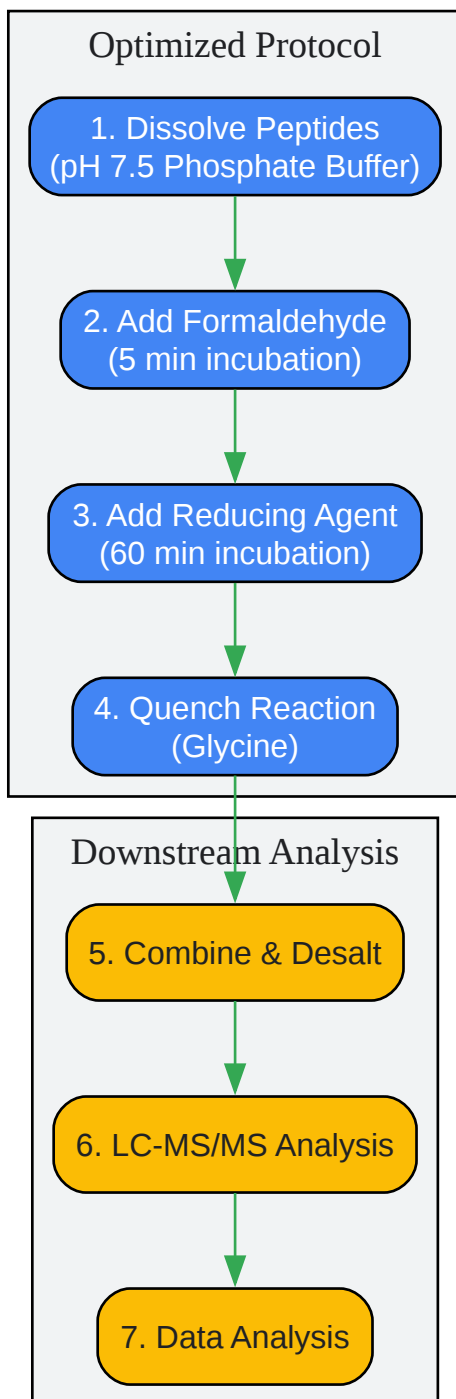 Optimized Protocol
1. Dissolve Peptides
(pH 7.5 Phosphate Buffer)
2. Add Formaldehyde
(5 min incubation)
3. Add Reducing Agent
(60 min incubation)
4. Quench Reaction
(Glycine)
Downstream Analysis
5. Combine & Desalt
6. LC-MS/MS Analysis
7. Data Analysis